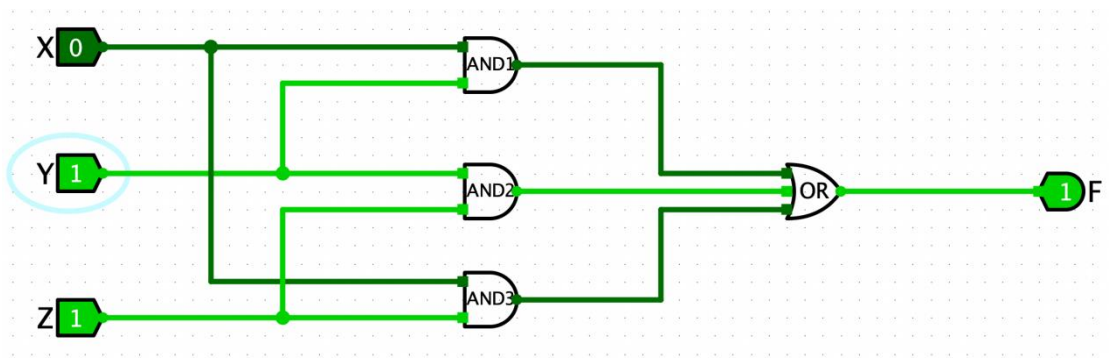 X 0
AND1
Y 1
AND2
OR
1 F
AND3
Z 1